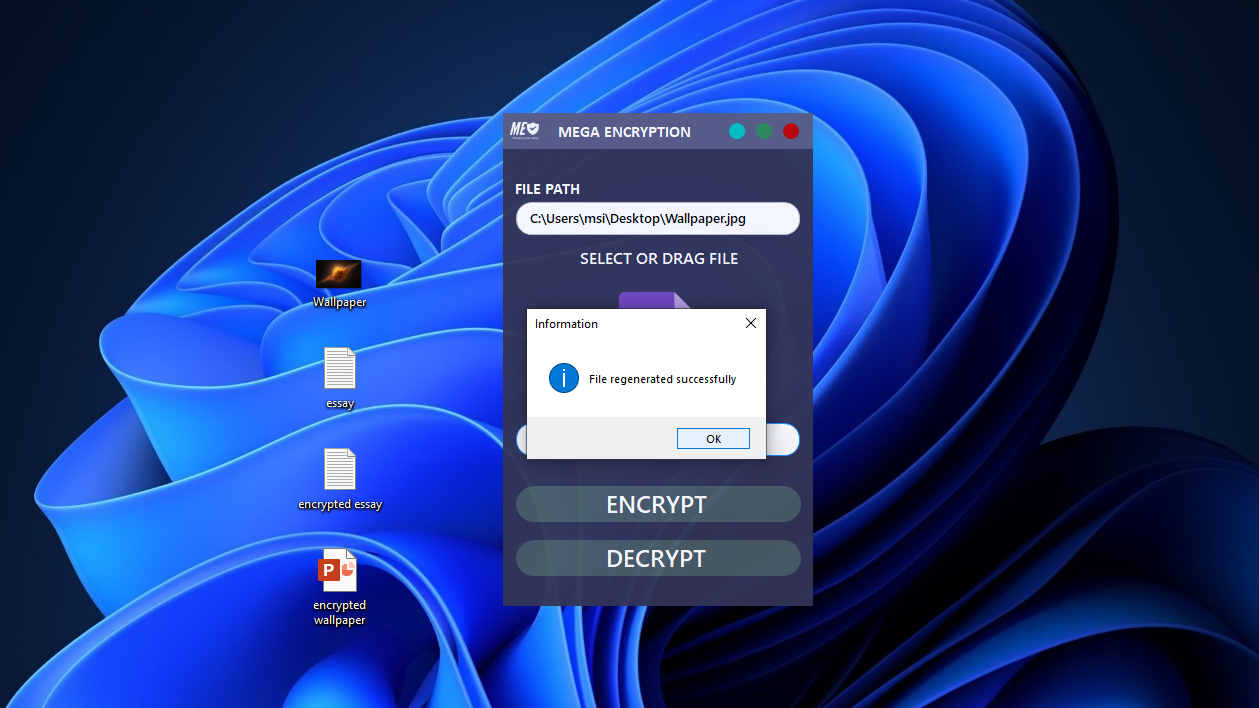 ME
MEGA ENCRYPTION
FILE PATH
C:\Users\msi\Desktop\Wallpaper.jpg
SELECT OR DRAG FILE
Wallpaper
Information
File regenerated successfully
essay
OK
encrypted essay
ENCRYPT
DECRYPT
P
encrypted
wallpaper